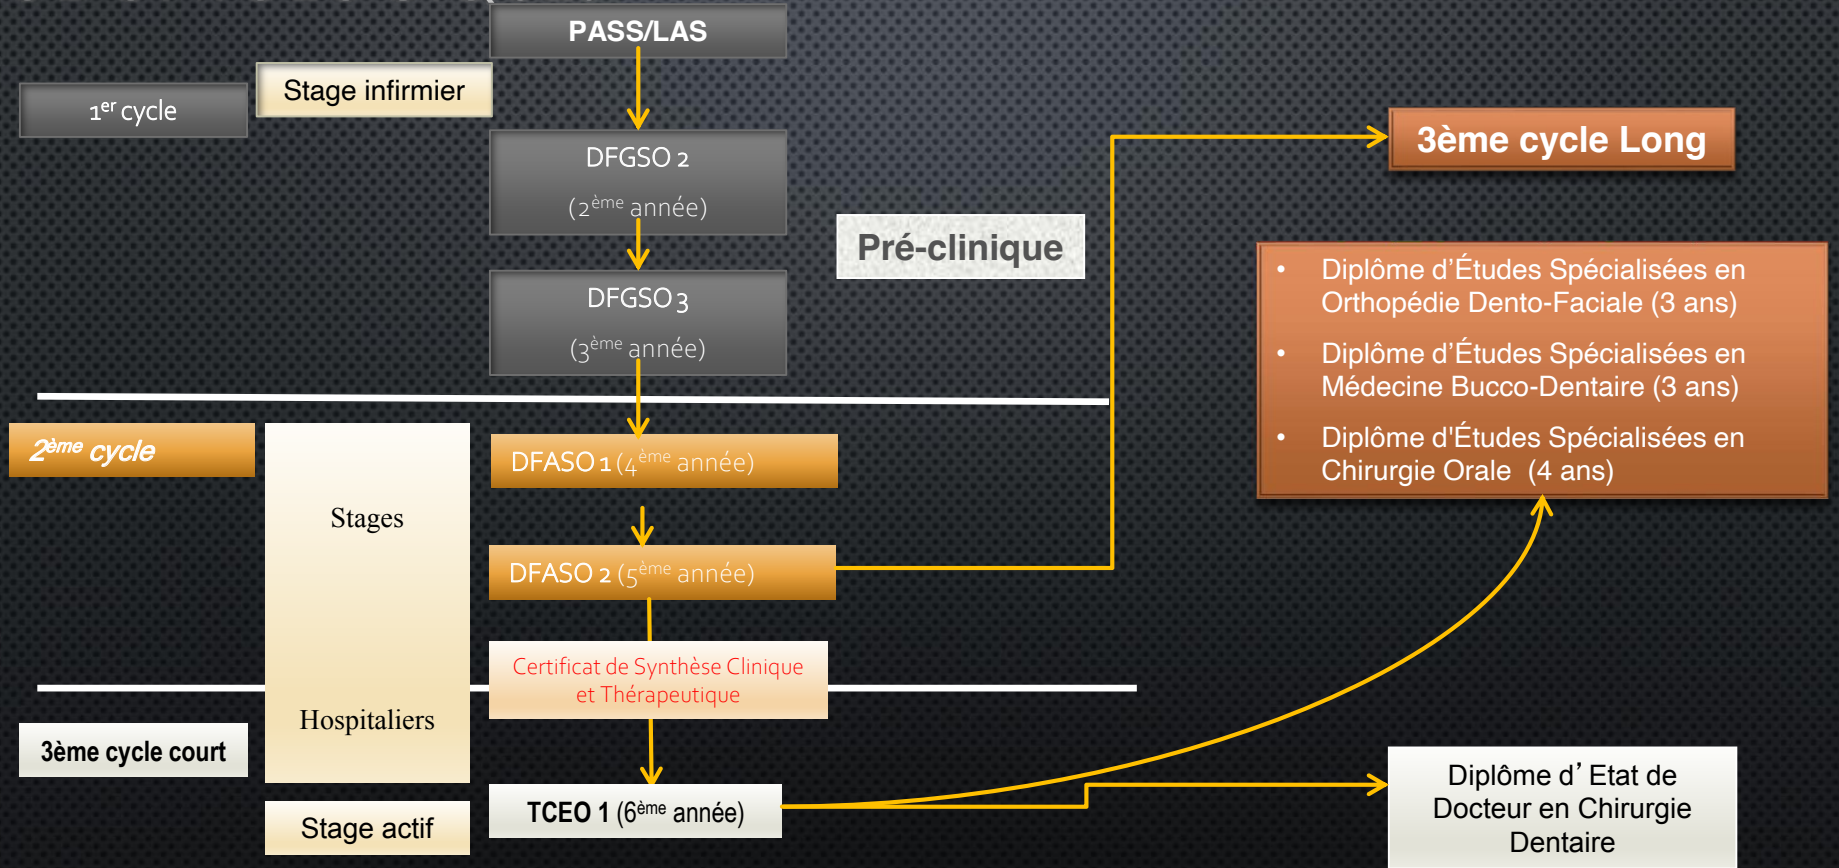 PASS/LAS
Stage infirmier
1er cycle
DFGSO 2
(2ème année)
3ème cycle Long
Pré-clinique
DFGSO 3
(3ème année)
• Diplôme d’Études Spécialisées en
Orthopédie Dento-Faciale (3 ans)
• Diplôme d’Études Spécialisées en
Médecine Bucco-Dentaire (3 ans)
• Diplôme d'Études Spécialisées en
Chirurgie Orale (4 ans)
2ème cycle
DFASO 1 (4ème année)
Stages
DFASO 2 (5ème année)
Certificat de Synthèse Clinique
et Thérapeutique
Hospitaliers
3ème cycle court
TCEO 1 (6ème année)
Stage actif
Diplôme d’ Etat de
Docteur en Chirurgie
Dentaire